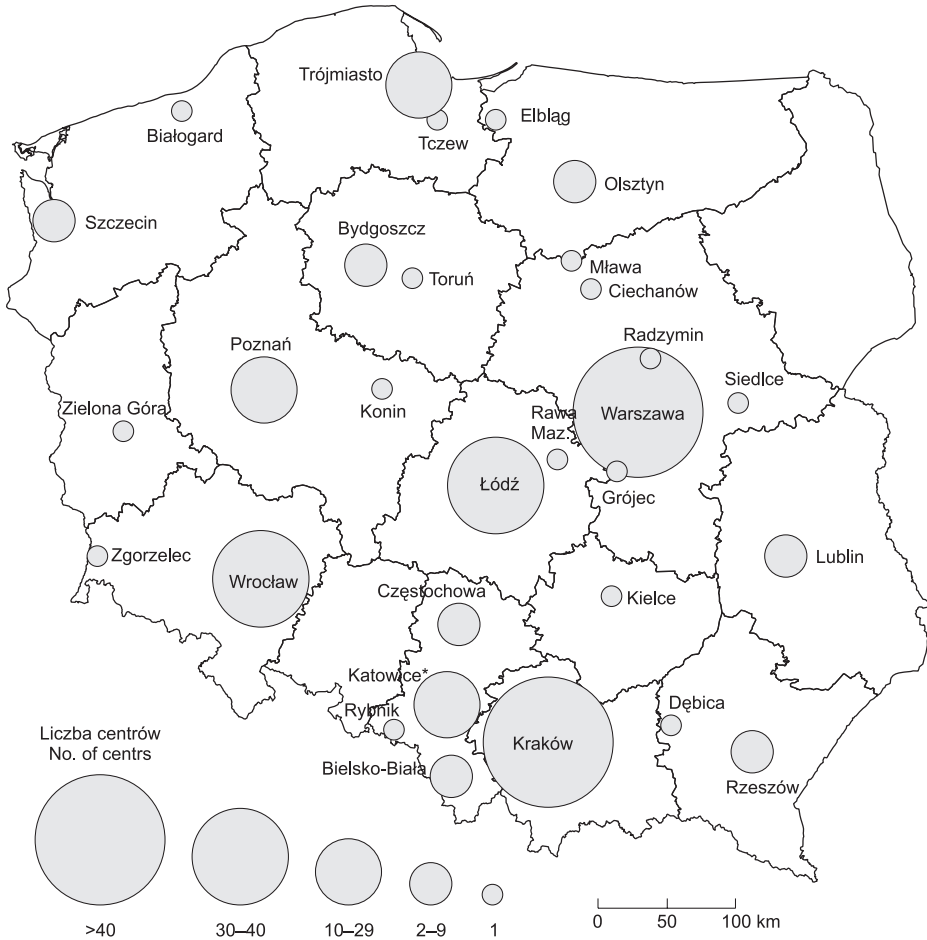 Trójmiasto
Elbląg
Białogard
Tczew
Olsztyn
Szczecin
Bydgoszcz
Toruń
Mława
Ciechanów
Radzymin
Poznań
Siedlce
Konin
Zielona Góra
Rawa
Maz.
Warszawa
Łódź
Grójec
Zgorzelec
Wrocław
Lublin
Częstochowa
Kielce
Katowice*
Rybnik
Dębica
Kraków
Bielsko-Biała
Rzeszów
Liczba centrów
No. of centrs
>40
30–40
10–29
2–9
1
0
50
100 km